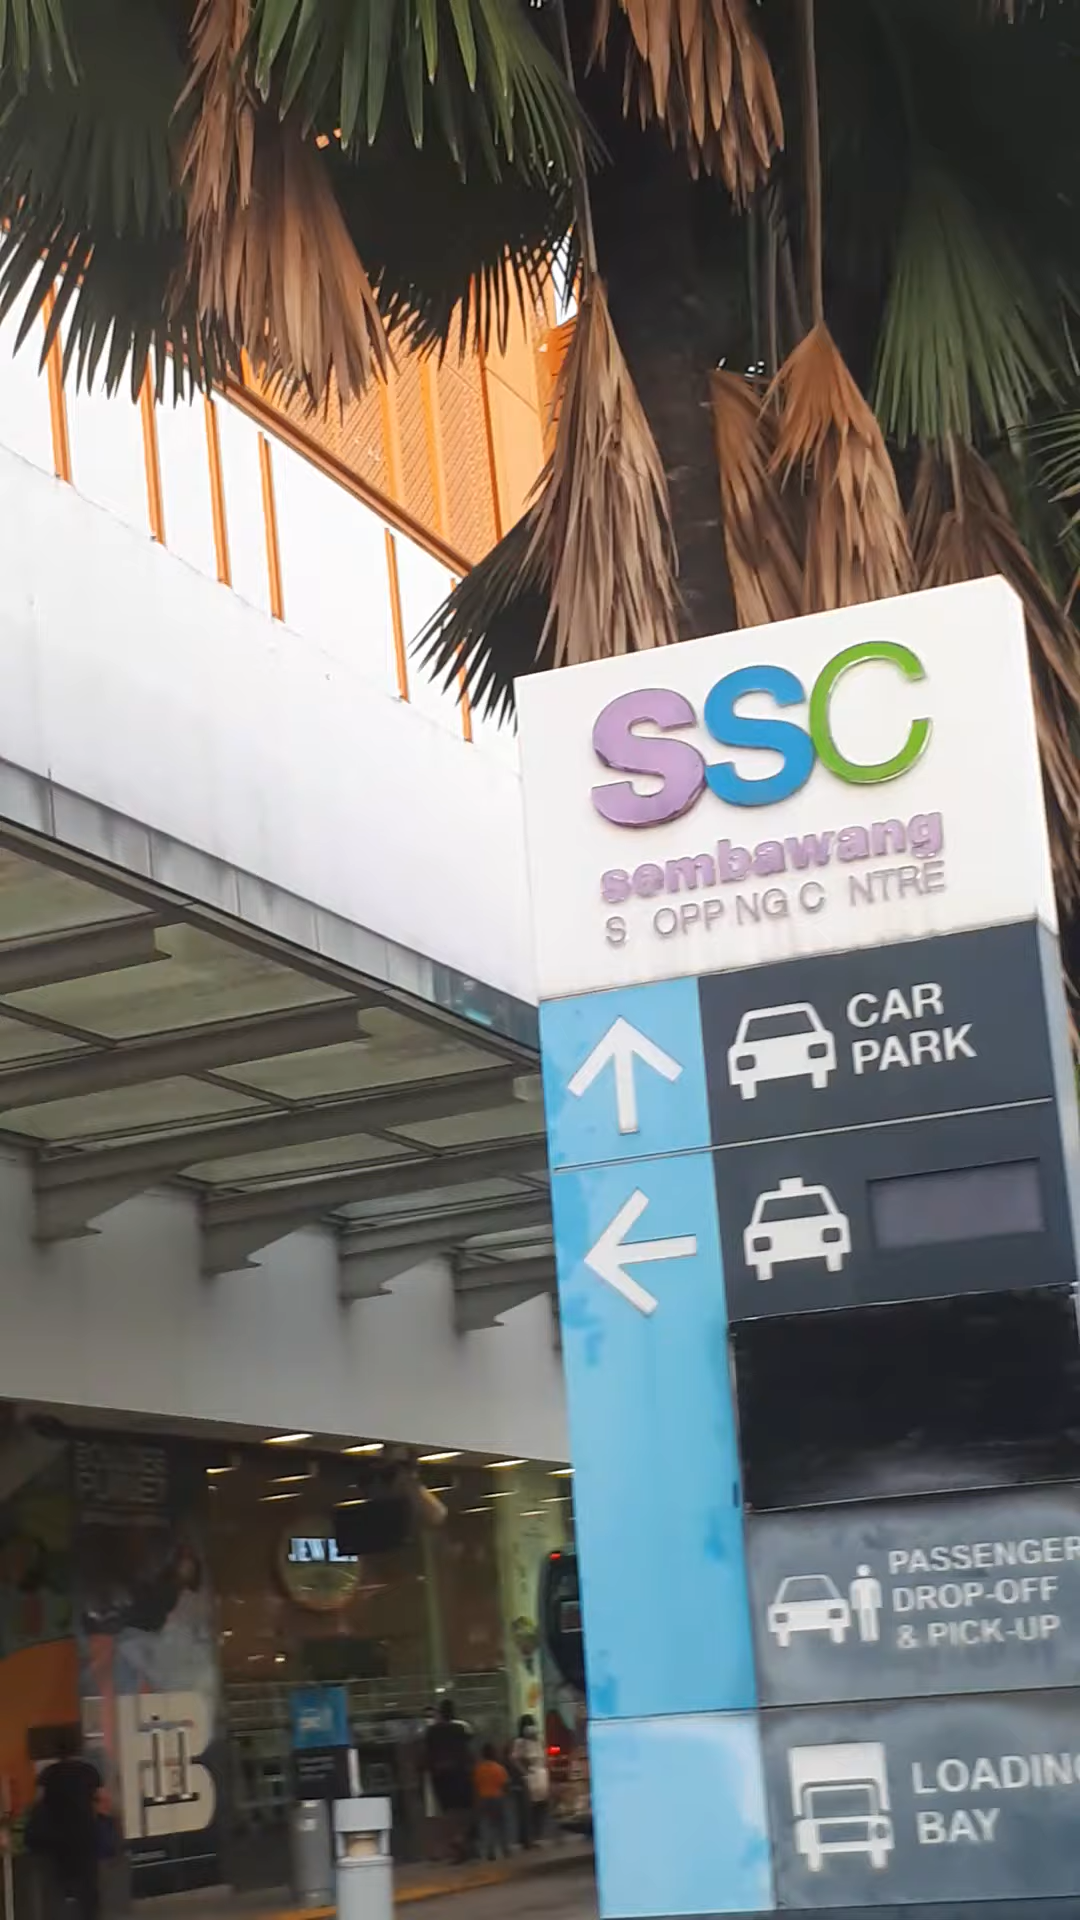 SSC
sembawang
S OPP NG C NTRE
CAR
PARK
PASSENGER
DROP-OFF
& PICK-UP
LOADING
BAY